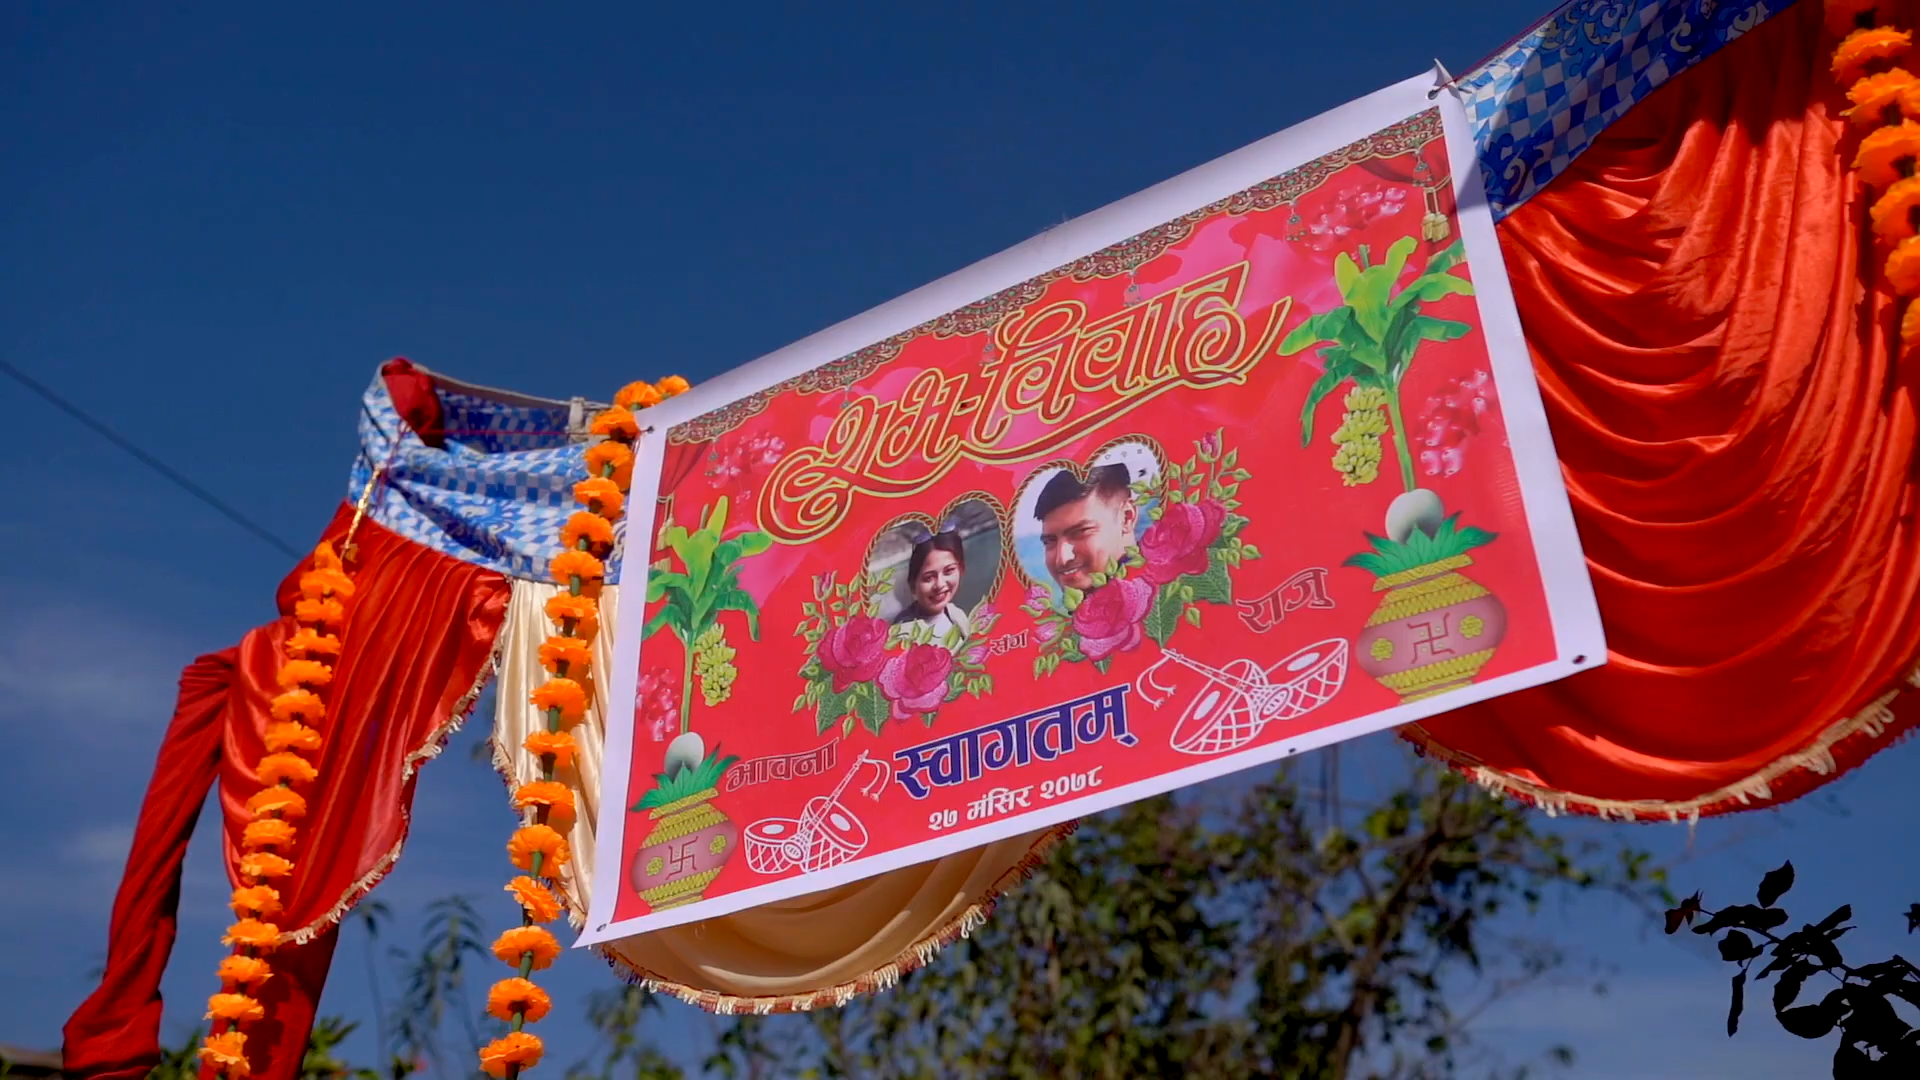 शुभ-विवाह
भावना
संग
राजु
स्वागतम्
२७ मंसिर २०७८